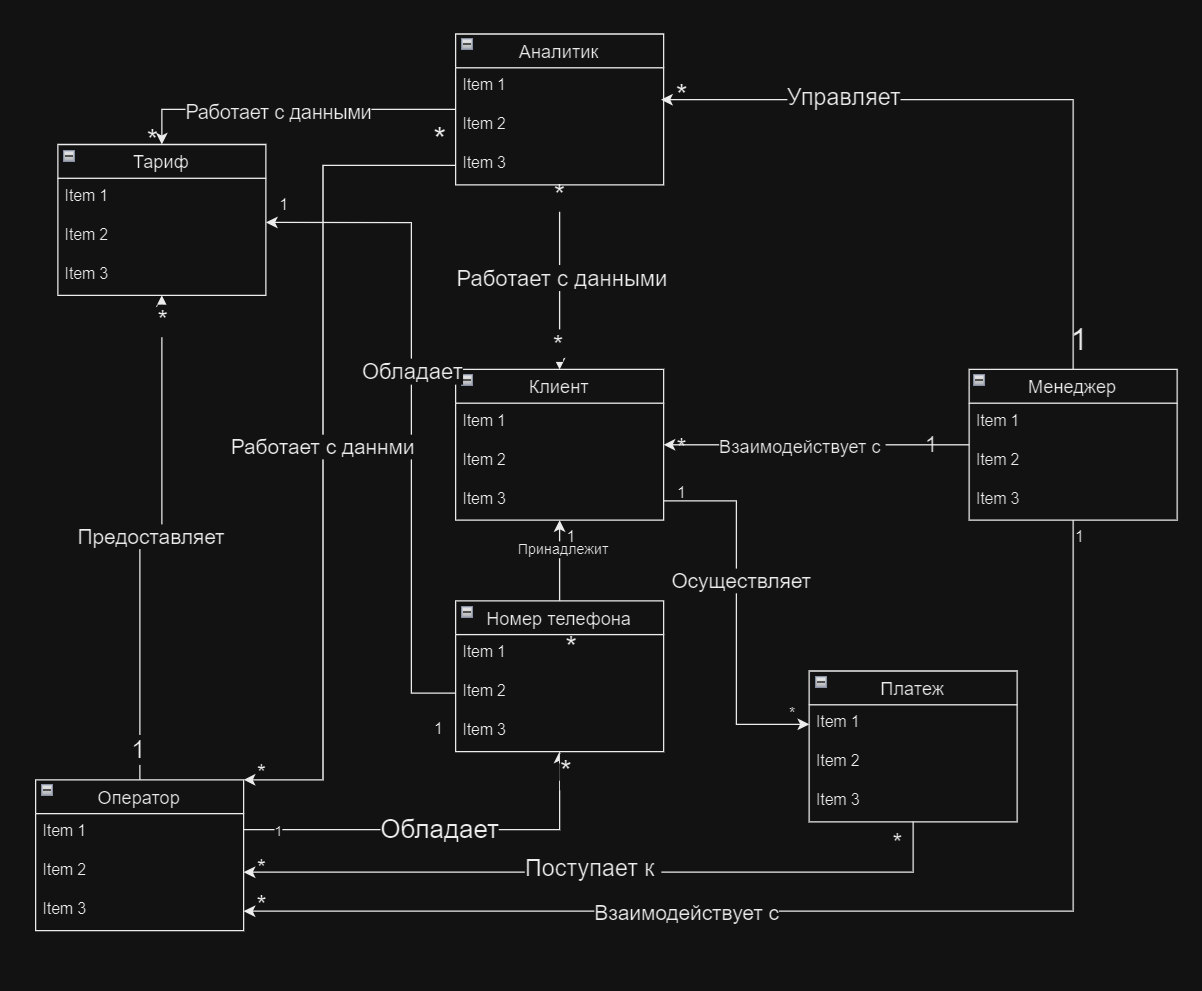 Аналитик
Item 1
Item 2
Item 3
*
Управляет
Работает с данными
*
*
Тариф
Item 1
Item 2
Item 3
1
*
Работает с данными
*
*
1
Обладает
Клиент
Item 1
Item 2
Item 3
Менеджер
Item 1
Item 2
Item 3
Работает с даннми
*
Взаимодействует с
1
1
1
1
Принадлежит
Предоставляет
Осуществляет
Номер телефона
*
Item 1
Item 2
Item 3
1
Платеж
Item 1
Item 2
Item 3
*
1
*
*
Оператор
Item 1
Item 2
Item 3
1
Обладает
*
Поступает к
*
*
Взаимодействует с